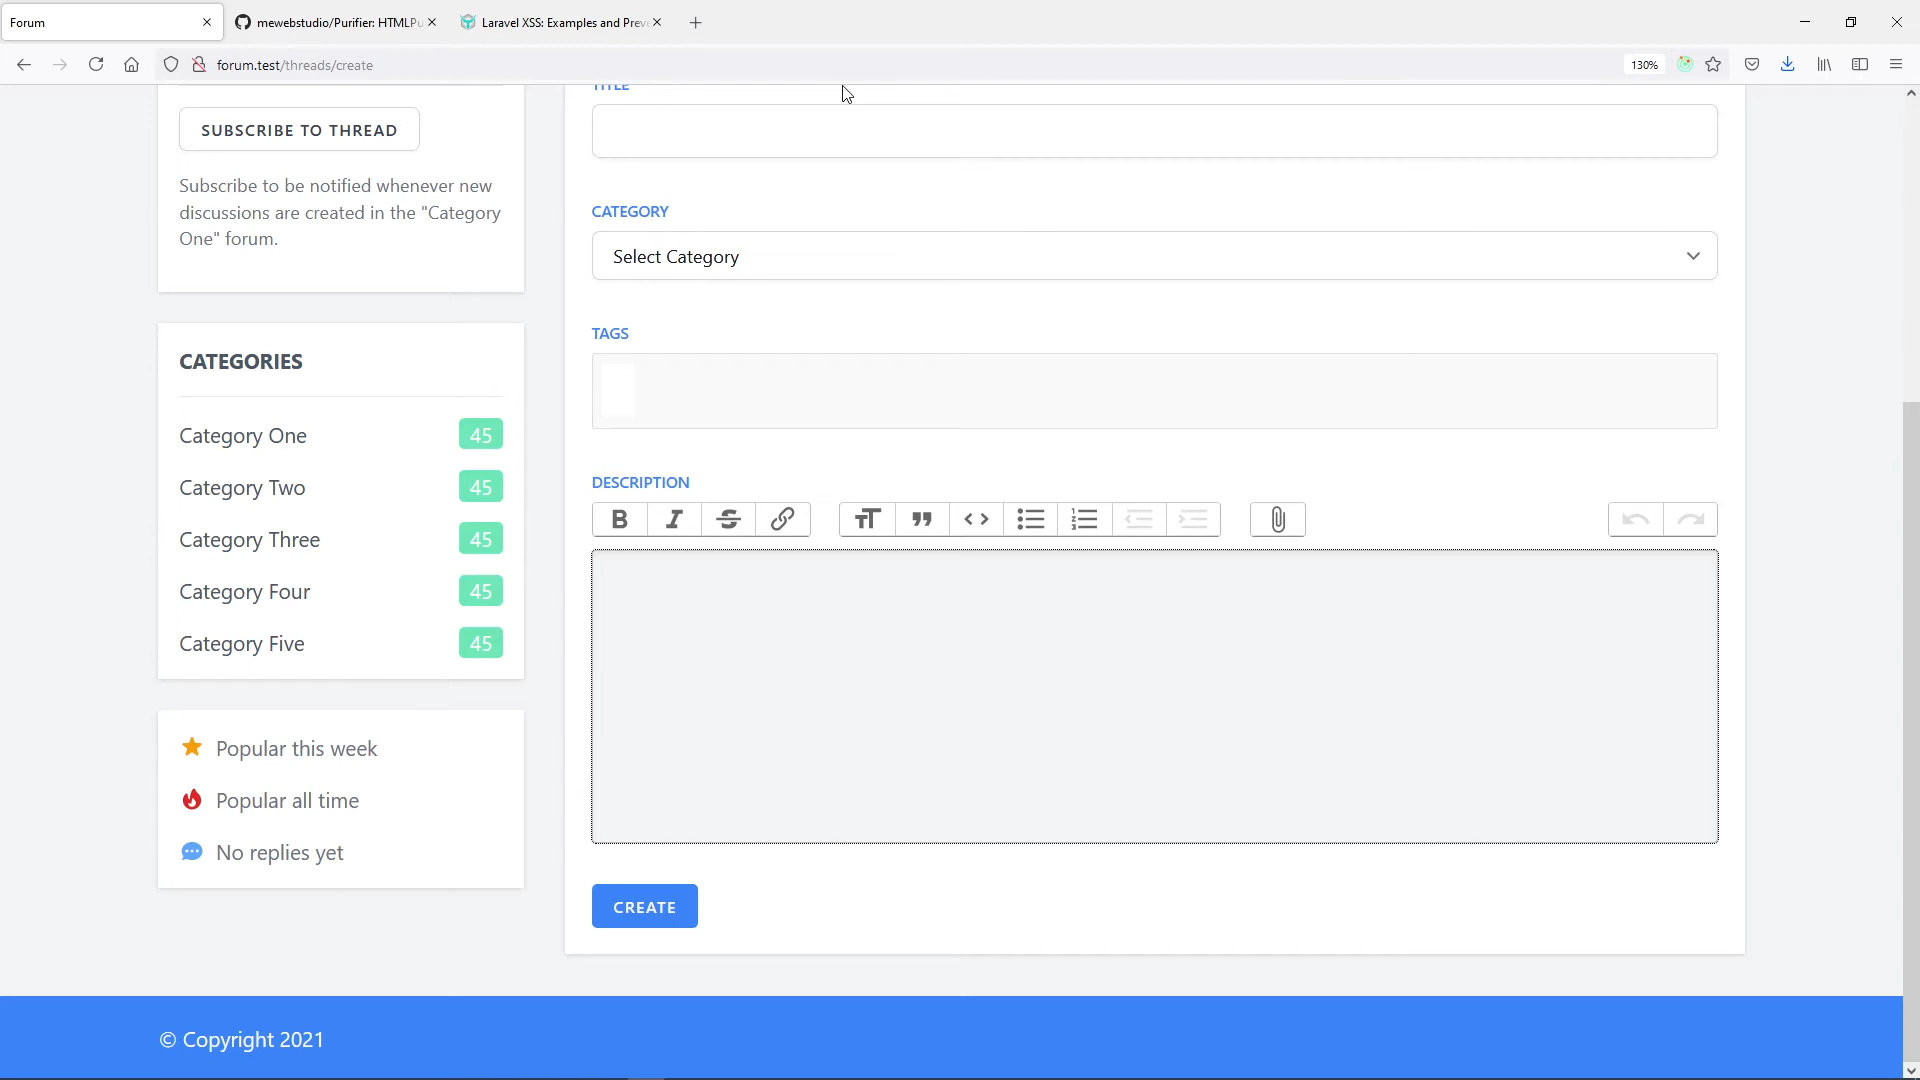 Forum
mewebstudio/Purifier: HTMLPu
Laravel XSS: Examples and Preve
forum.test/threads/create
130%
TITLE
SUBSCRIBE TO THREAD
Subscribe to be notified whenever new
discussions are created in the "Category
One" forum.
CATEGORY
Select Category
TAGS
CATEGORIES
Category One 45
Category Two 45
Category Three 45
Category Four 45
Category Five 45
DESCRIPTION
Popular this week
Popular all time
No replies yet
CREATE
© Copyright 2021